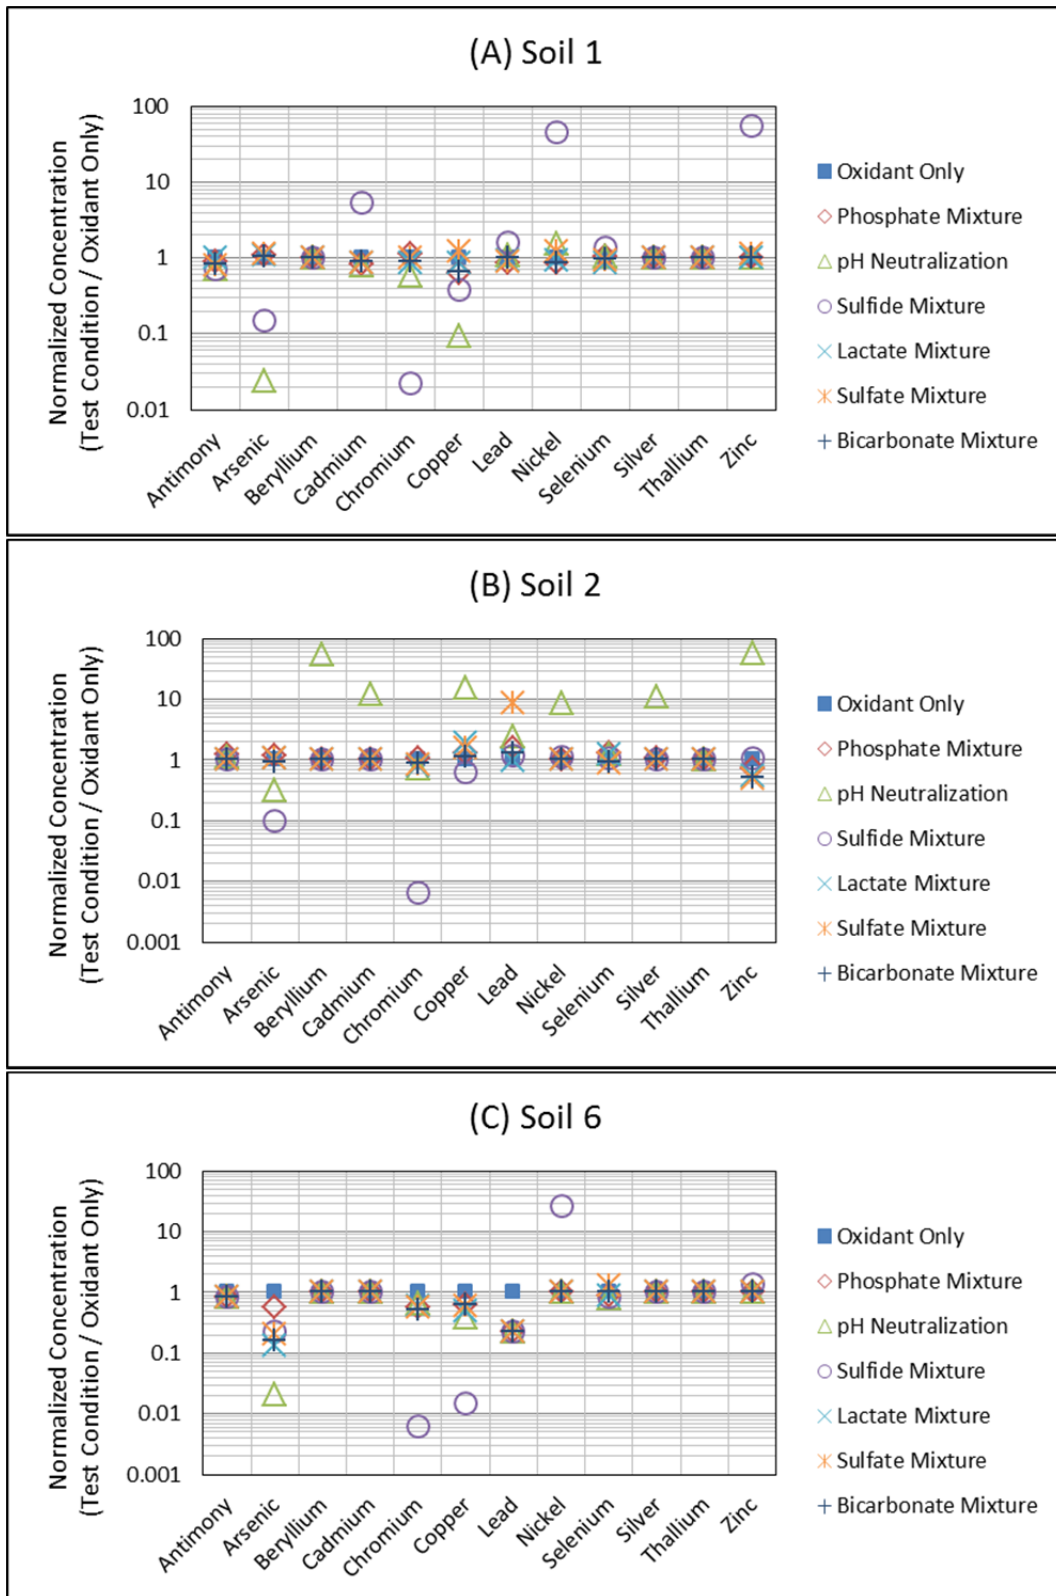 (A) Soil 1
Normalized Concentration
(Test Condition / Oxidant Only)
100
10
1
0.1
0.01
Antimony
Arsenic
Beryllium
Cadmium
Chromium
Copper
Lead
Nickel
Selenium
Silver
Thallium
Zinc
Oxidant Only
Phosphate Mixture
pH Neutralization
Sulfide Mixture
Lactate Mixture
Sulfate Mixture
Bicarbonate Mixture
(B) Soil 2
Normalized Concentration
(Test Condition / Oxidant Only)
100
10
1
0.1
0.01
0.001
Antimony
Arsenic
Beryllium
Cadmium
Chromium
Copper
Lead
Nickel
Selenium
Silver
Thallium
Zinc
Oxidant Only
Phosphate Mixture
pH Neutralization
Sulfide Mixture
Lactate Mixture
Sulfate Mixture
Bicarbonate Mixture
(C) Soil 6
Normalized Concentration
(Test Condition / Oxidant Only)
100
10
1
0.1
0.01
0.001
Antimony
Arsenic
Beryllium
Cadmium
Chromium
Copper
Lead
Nickel
Selenium
Silver
Thallium
Zinc
Oxidant Only
Phosphate Mixture
pH Neutralization
Sulfide Mixture
Lactate Mixture
Sulfate Mixture
Bicarbonate Mixture